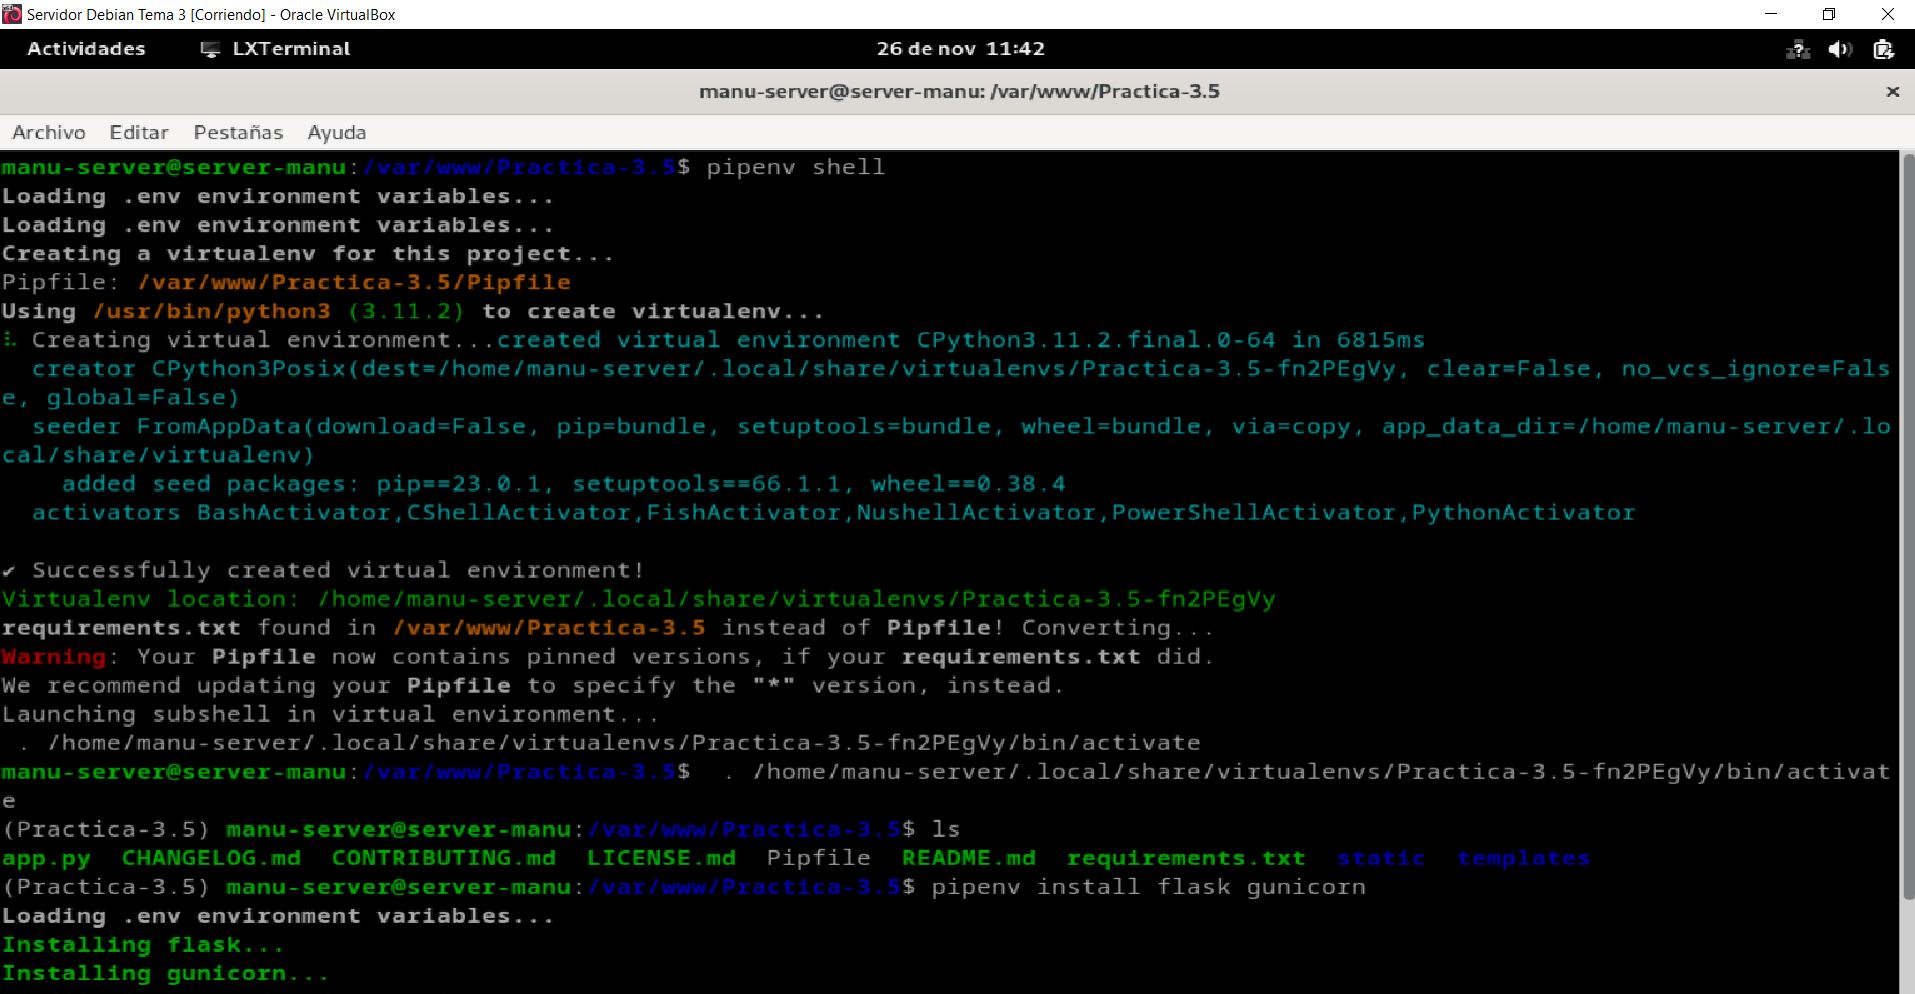 Servidor Debian Tema 3 [Corriendo] - Oracle VirtualBox
Actividades LXTerminal 26 de nov 11:42
manu-server@server-manu: /var/www/Practica-3.5
Archivo Editar Pestañas Ayuda
manu-server@server-manu:/var/www/Practica-3.5$ pipenv shell
Loading .env environment variables...
Loading .env environment variables...
Creating a virtualenv for this project...
Pipfile: /var/www/Practica-3.5/Pipfile
Using /usr/bin/python3 (3.11.2) to create virtualenv...
⠇ Creating virtual environment...created virtual environment CPython3.11.2.final.0-64 in 6815ms
  creator CPython3Posix(dest=/home/manu-server/.local/share/virtualenvs/Practica-3.5-fn2PEgVy, clear=False, no_vcs_ignore=Fals
e, global=False)
  seeder FromAppData(download=False, pip=bundle, setuptools=bundle, wheel=bundle, via=copy, app_data_dir=/home/manu-server/.lo
cal/share/virtualenv)
    added seed packages: pip==23.0.1, setuptools==66.1.1, wheel==0.38.4
  activators BashActivator,CShellActivator,FishActivator,NushellActivator,PowerShellActivator,PythonActivator
✔ Successfully created virtual environment!
Virtualenv location: /home/manu-server/.local/share/virtualenvs/Practica-3.5-fn2PEgVy
requirements.txt found in /var/www/Practica-3.5 instead of Pipfile! Converting...
Warning: Your Pipfile now contains pinned versions, if your requirements.txt did.
We recommend updating your Pipfile to specify the "*" version, instead.
Launching subshell in virtual environment...
 . /home/manu-server/.local/share/virtualenvs/Practica-3.5-fn2PEgVy/bin/activate
manu-server@server-manu:/var/www/Practica-3.5$  . /home/manu-server/.local/share/virtualenvs/Practica-3.5-fn2PEgVy/bin/activat
e
(Practica-3.5) manu-server@server-manu:/var/www/Practica-3.5$ ls
app.py CHANGELOG.md CONTRIBUTING.md LICENSE.md Pipfile README.md requirements.txt static templates
(Practica-3.5) manu-server@server-manu:/var/www/Practica-3.5$ pipenv install flask gunicorn
Loading .env environment variables...
Installing flask...
Installing gunicorn...